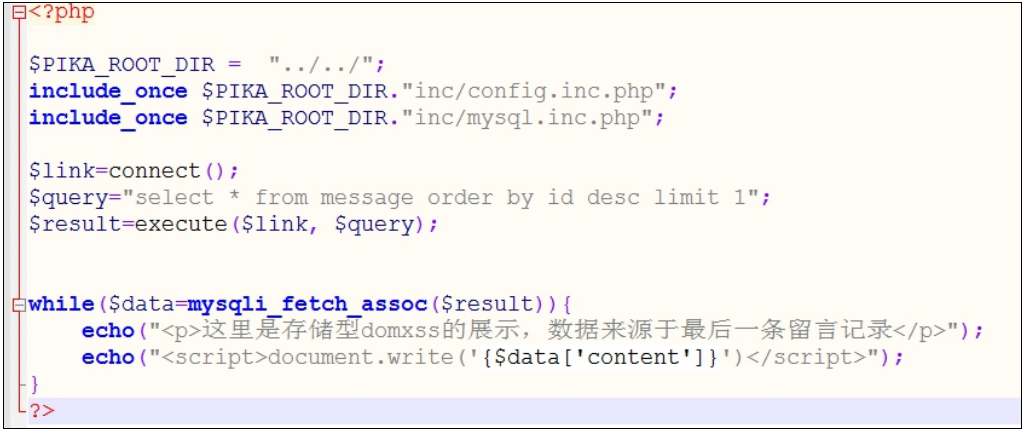 <?php
$PIKA_ROOT_DIR =  "../../";
include_once $PIKA_ROOT_DIR."inc/config.inc.php";
include_once $PIKA_ROOT_DIR."inc/mysql.inc.php";
$link=connect();
$query="select * from message order by id desc limit 1";
$result=execute($link, $query);
while($data=mysqli_fetch_assoc($result)){
    echo("<p>这里是存储型domxss的展示，数据来源于最后一条留言记录</p>");
    echo("<script>document.write('{$data['content']}')</script>");
}
?>